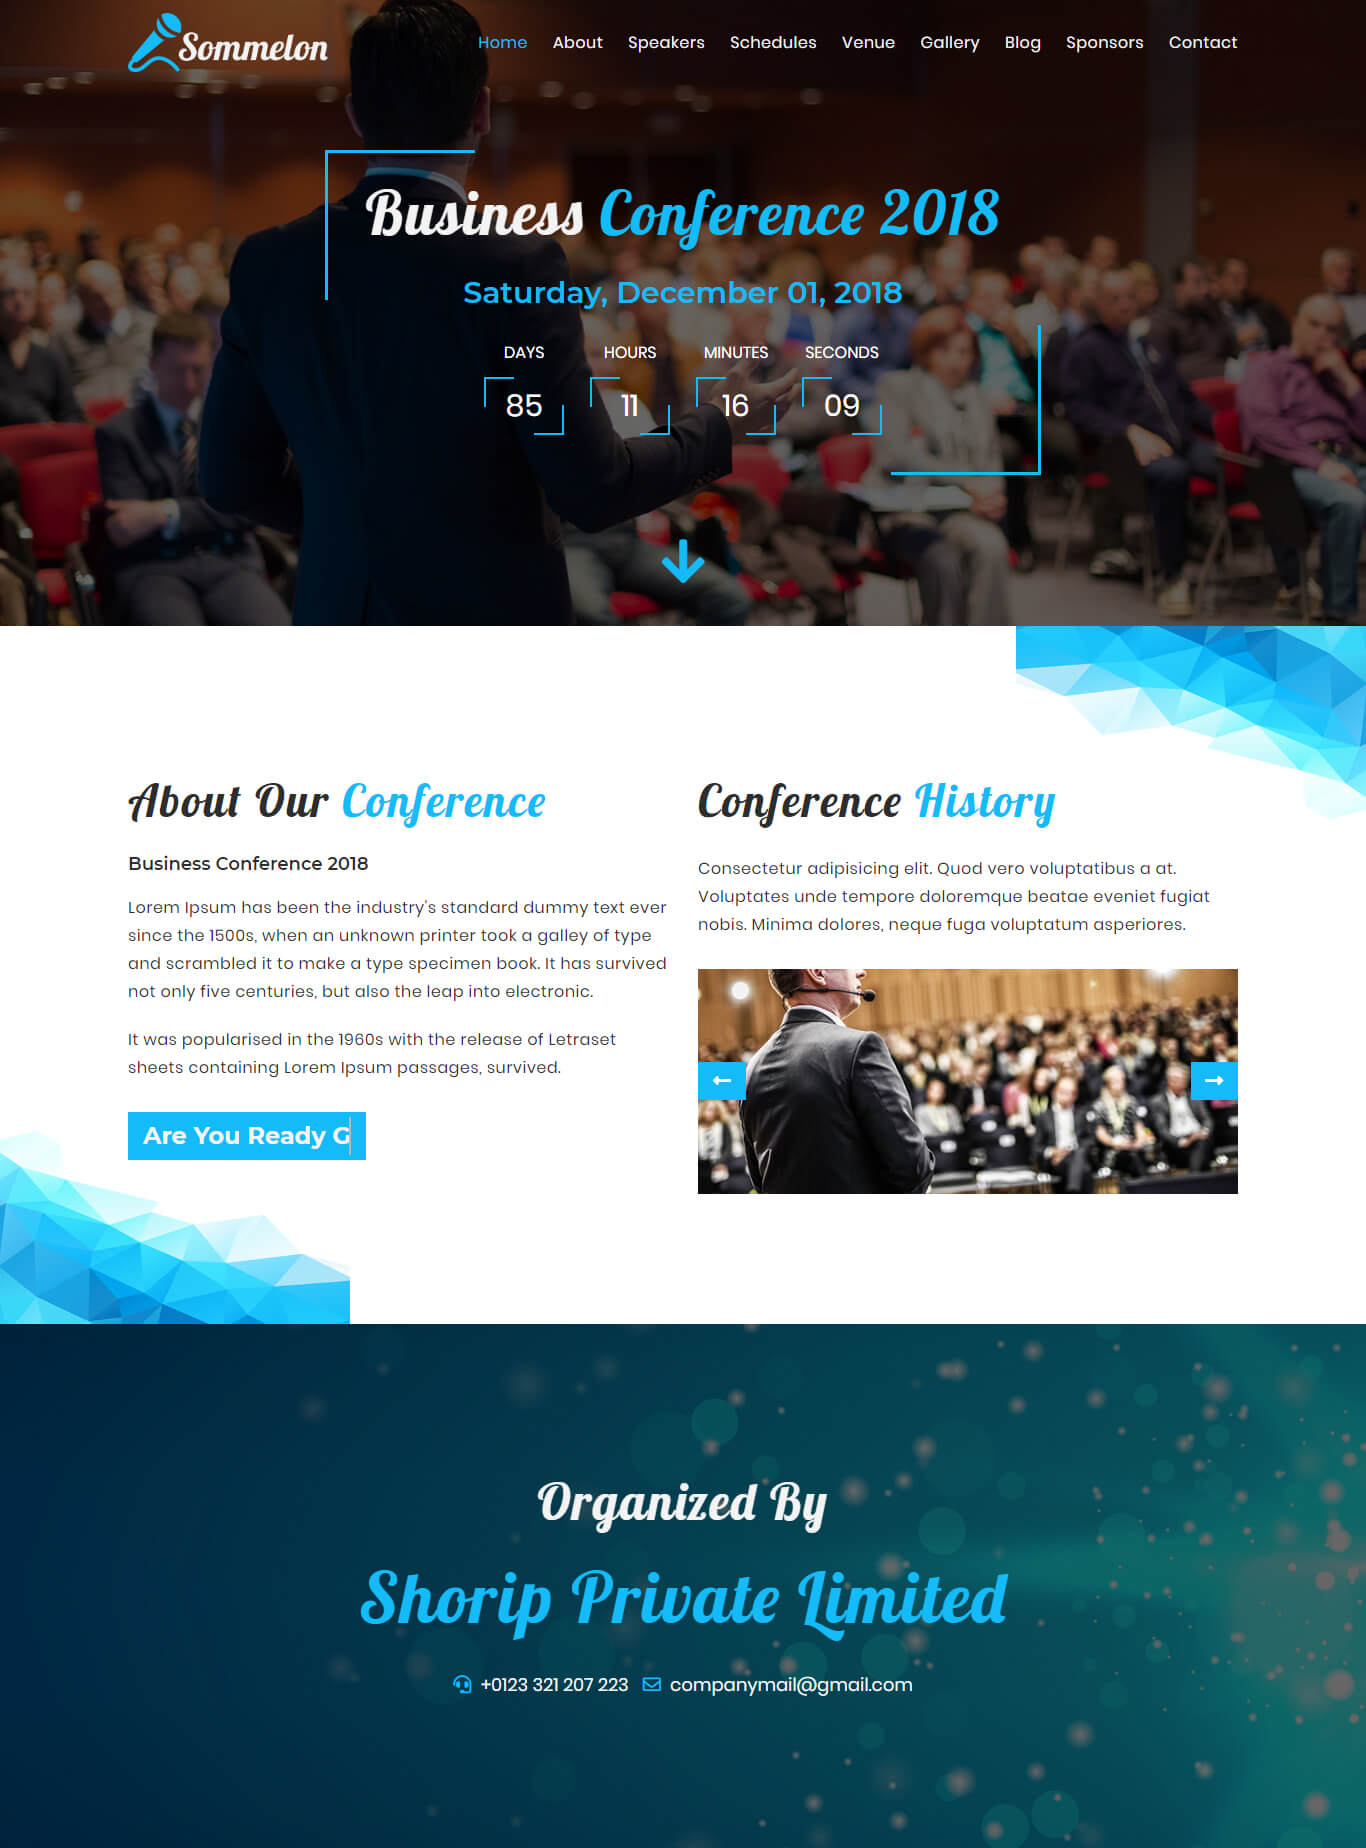 Sommelon
Home About Speakers Schedules Venue Gallery Blog Sponsors Contact
Business Conference 2018
Saturday, December 01, 2018
DAYS HOURS MINUTES SECONDS
85 11 16 09
About Our Conference
Business Conference 2018
Lorem Ipsum has been the industry's standard dummy text ever
since the 1500s, when an unknown printer took a galley of type
and scrambled it to make a type specimen book. It has survived
not only five centuries, but also the leap into electronic.
It was popularised in the 1960s with the release of Letraset
sheets containing Lorem Ipsum passages, survived.
Are You Ready G
Conference History
Consectetur adipisicing elit. Quod vero voluptatibus a at.
Voluptates unde tempore doloremque beatae eveniet fugiat
nobis. Minima dolores, neque fuga voluptatum asperiores.
Organized By
Shorip Private Limited
+0123 321 207 223 companymail@gmail.com